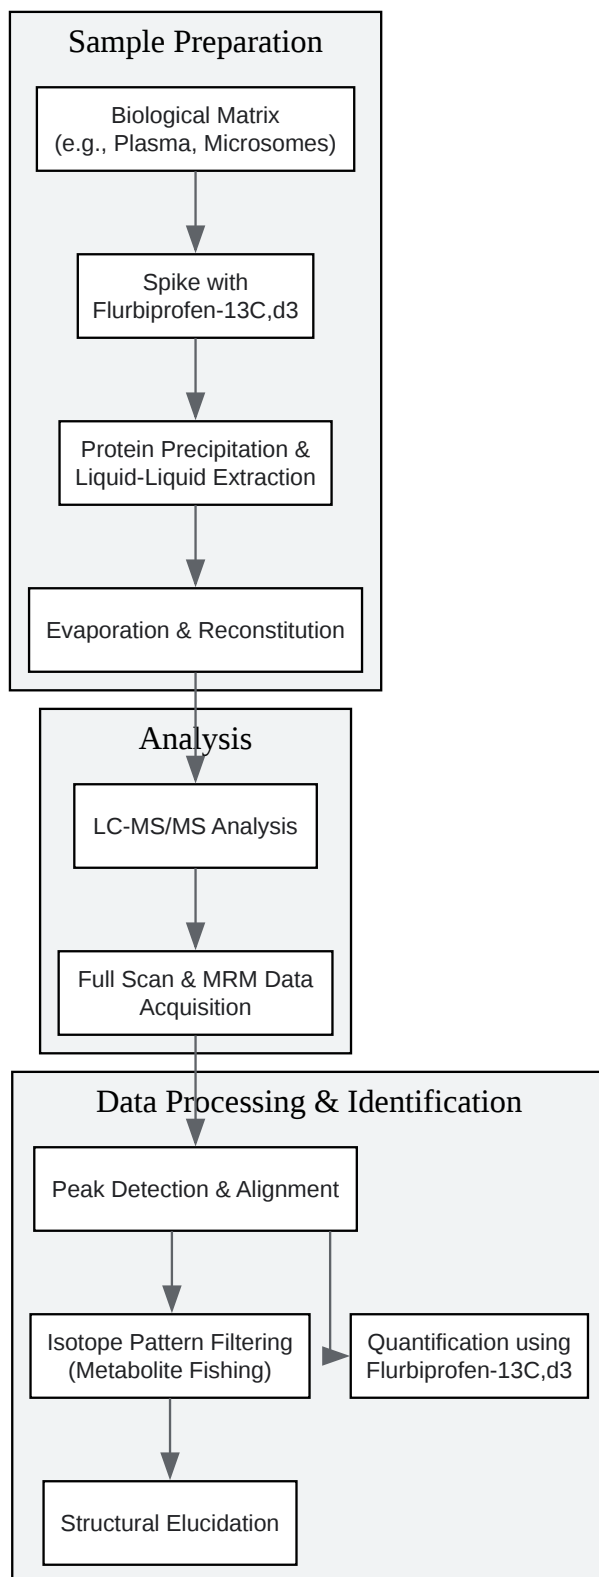 Sample Preparation
Biological Matrix
(e.g., Plasma, Microsomes)
Spike with
Flurbiprofen-13C,d3
Protein Precipitation &
Liquid-Liquid Extraction
Evaporation & Reconstitution
Analysis
LC-MS/MS Analysis
Full Scan & MRM Data
Acquisition
Data Processing & Identification
Peak Detection & Alignment
Isotope Pattern Filtering
(Metabolite Fishing)
Quantification using
Flurbiprofen-13C,d3
Structural Elucidation